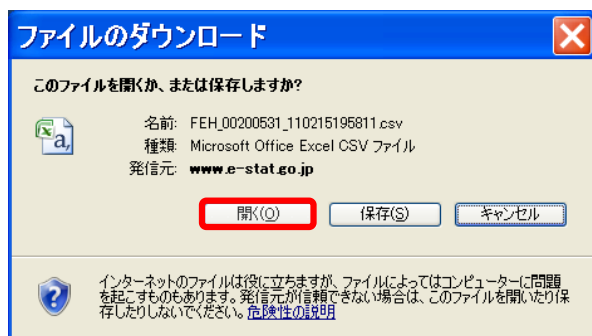 ファイルのダウンロード
このファイルを開くか、または保存しますか?
名前: FEH_00200531_110215195811.csv
種類: Microsoft Office Excel CSV ファイル
発信元: www.e-stat.go.jp
開く(O) 保存(S) キャンセル
インターネットのファイルは役に立ちますが、ファイルによってはコンピューターに問題
を起こすものもあります。発信元が信頼できない場合は、このファイルを開いたり保
存したりしないでください。危険性の説明